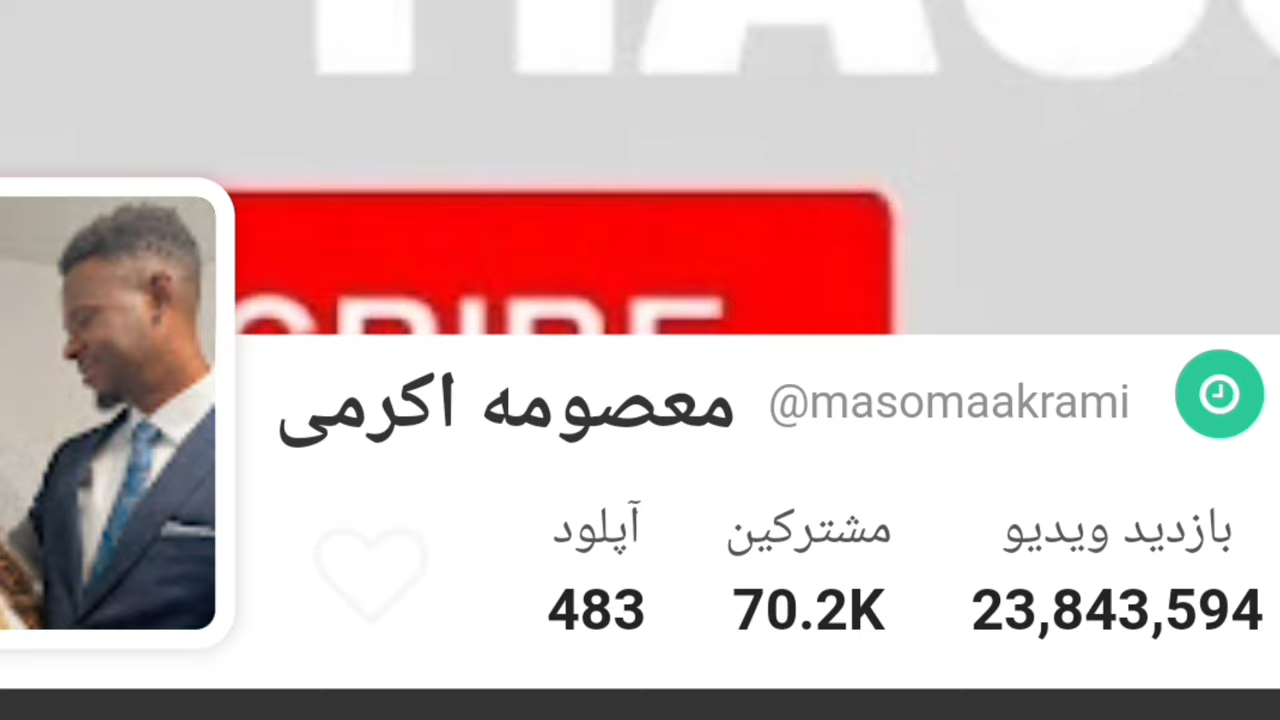 معصومه اکرمی @masomaakrami
بازدید ویدیو مشترکین آپلود
23,843,594 70.2K 483